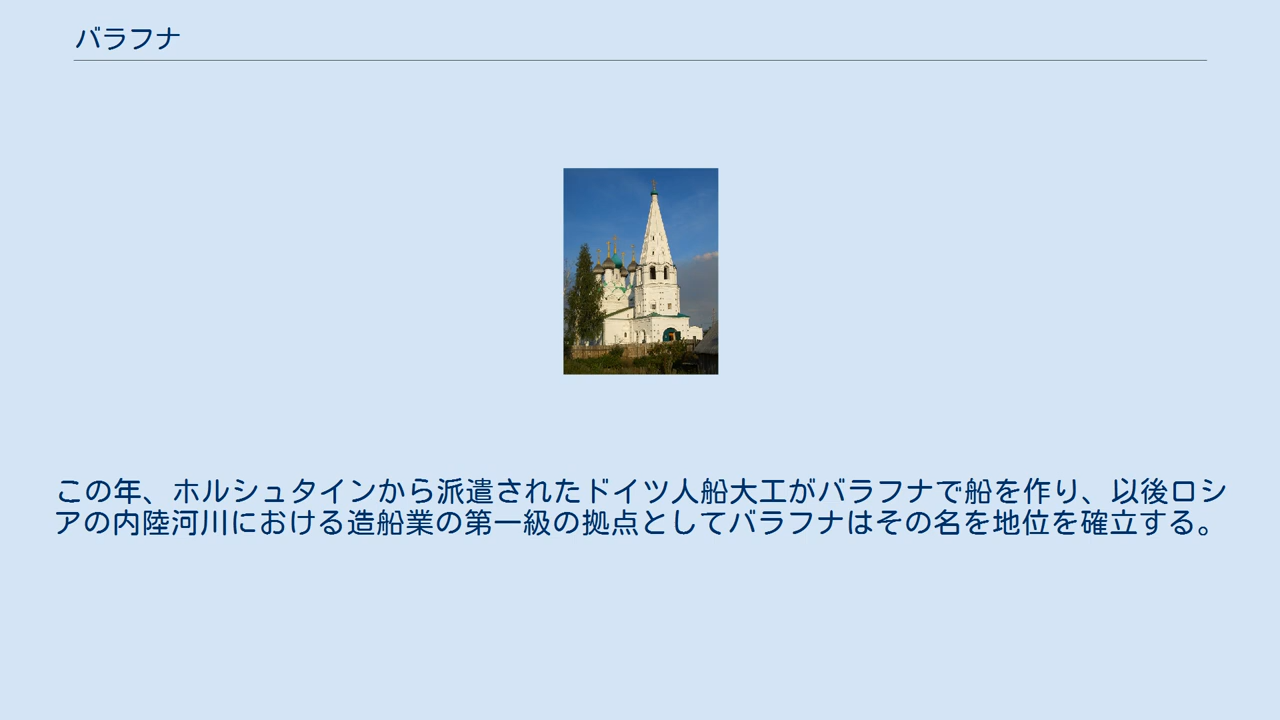 バラフナ
この年、ホルシュタインから派遣されたドイツ人船大工がバラフナで船を作り、以後ロシ
アの内陸河川における造船業の第一級の拠点としてバラフナはその名を地位を確立する。